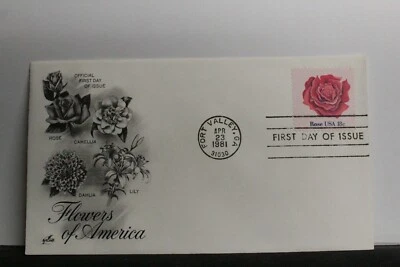 OFFICIAL
FIRST DAY
OF ISSUE
ROSE
CAMELLIA
DAHLIA
LILY
Flowers
of America
FORT VALLEY, GA
APR
23
1981
31030
Rose USA 18c
FIRST DAY OF ISSUE